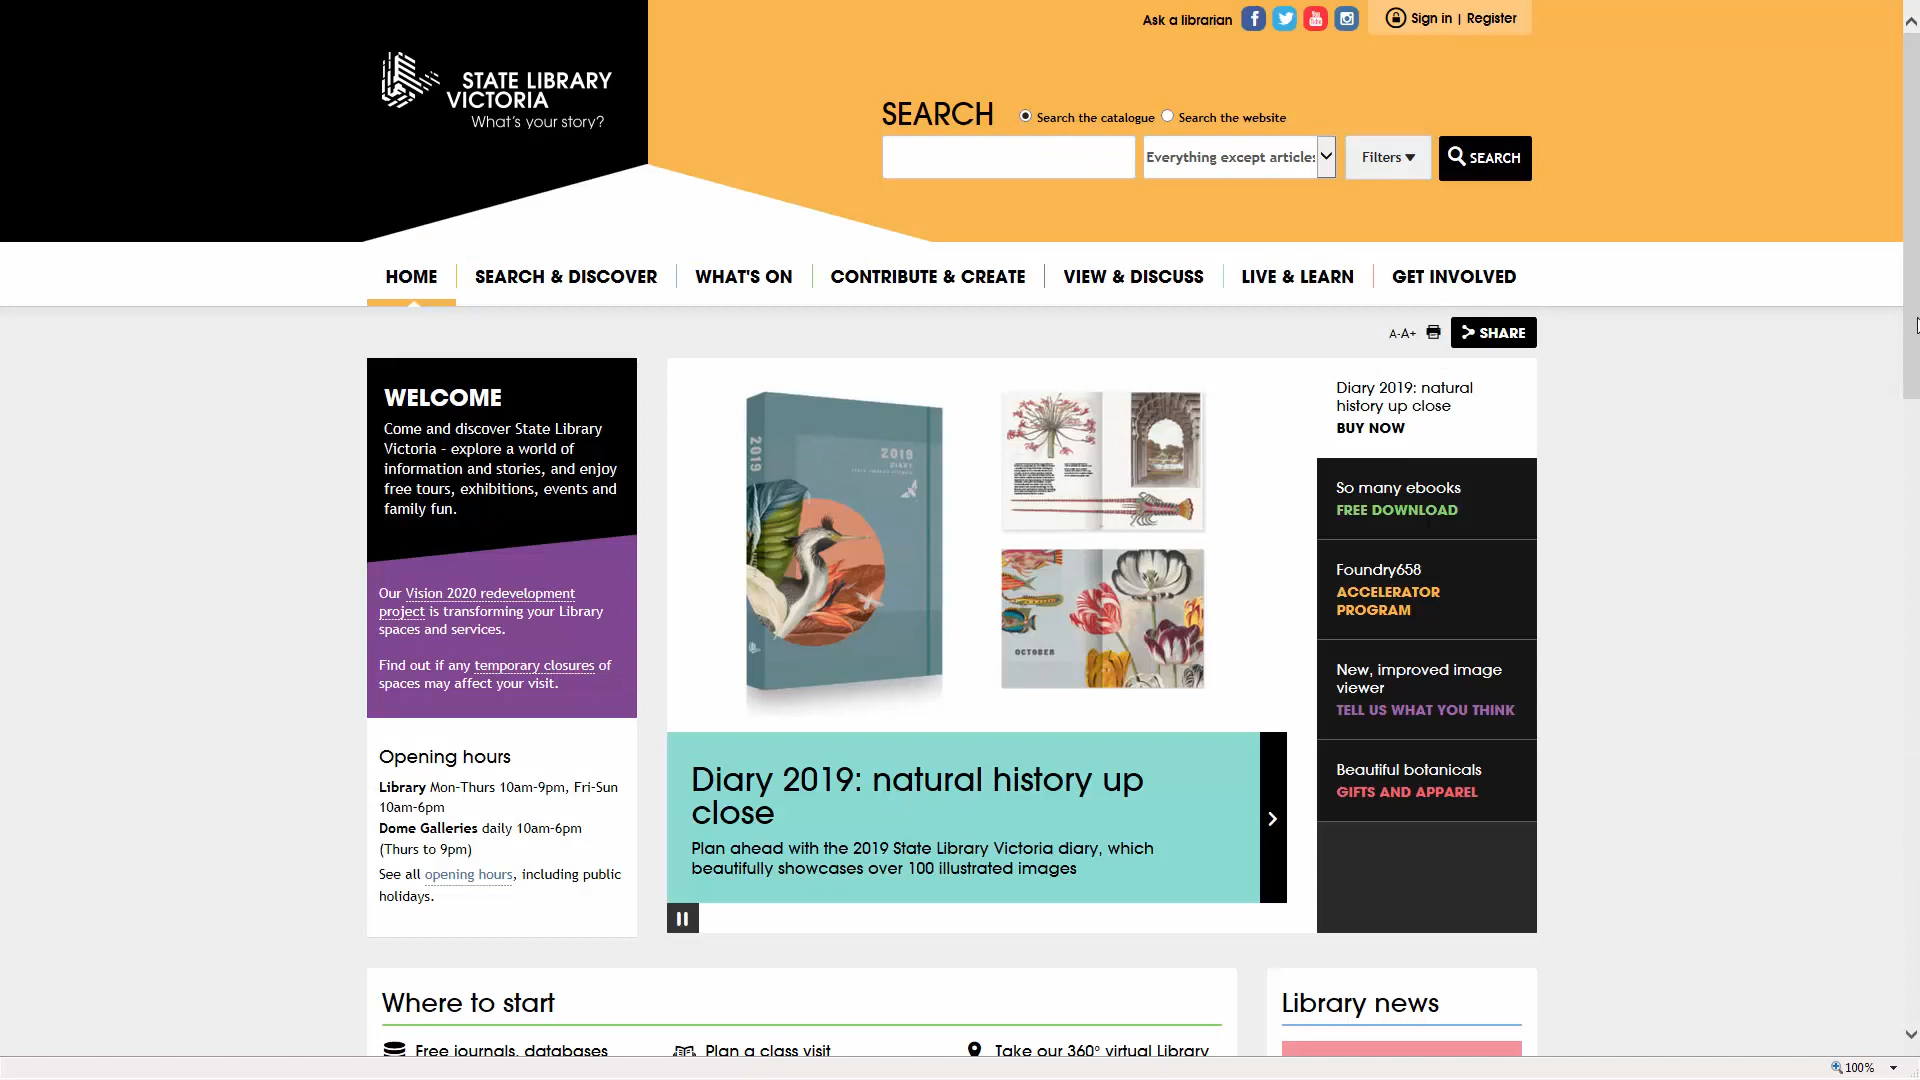 Ask a librarian
Sign in | Register
STATE LIBRARY
VICTORIA
What's your story?
SEARCH
Search the catalogue
Search the website
Everything except articles
Filters
SEARCH
HOME
SEARCH & DISCOVER
WHAT'S ON
CONTRIBUTE & CREATE
VIEW & DISCUSS
LIVE & LEARN
GET INVOLVED
A-A+
SHARE
WELCOME
Come and discover State Library
Victoria – explore a world of
information and stories, and enjoy
free tours, exhibitions, events and
family fun.
Our Vision 2020 redevelopment
project is transforming your Library
spaces and services.
Find out if any temporary closures of
spaces may affect your visit.
Opening hours
Library Mon-Thurs 10am-9pm, Fri-Sun
10am-6pm
Dome Galleries daily 10am-6pm
(Thurs to 9pm)
See all opening hours, including public
holidays.
2019
2019
DIARY
OCTOBER
Diary 2019: natural history up
close
Plan ahead with the 2019 State Library Victoria diary, which
beautifully showcases over 100 illustrated images
Diary 2019: natural
history up close
BUY NOW
So many ebooks
FREE DOWNLOAD
Foundry658
ACCELERATOR
PROGRAM
New, improved image
viewer
TELL US WHAT YOU THINK
Beautiful botanicals
GIFTS AND APPAREL
Where to start
Free journals, databases
Plan a class visit
Take our 360° virtual Library
Library news
100%